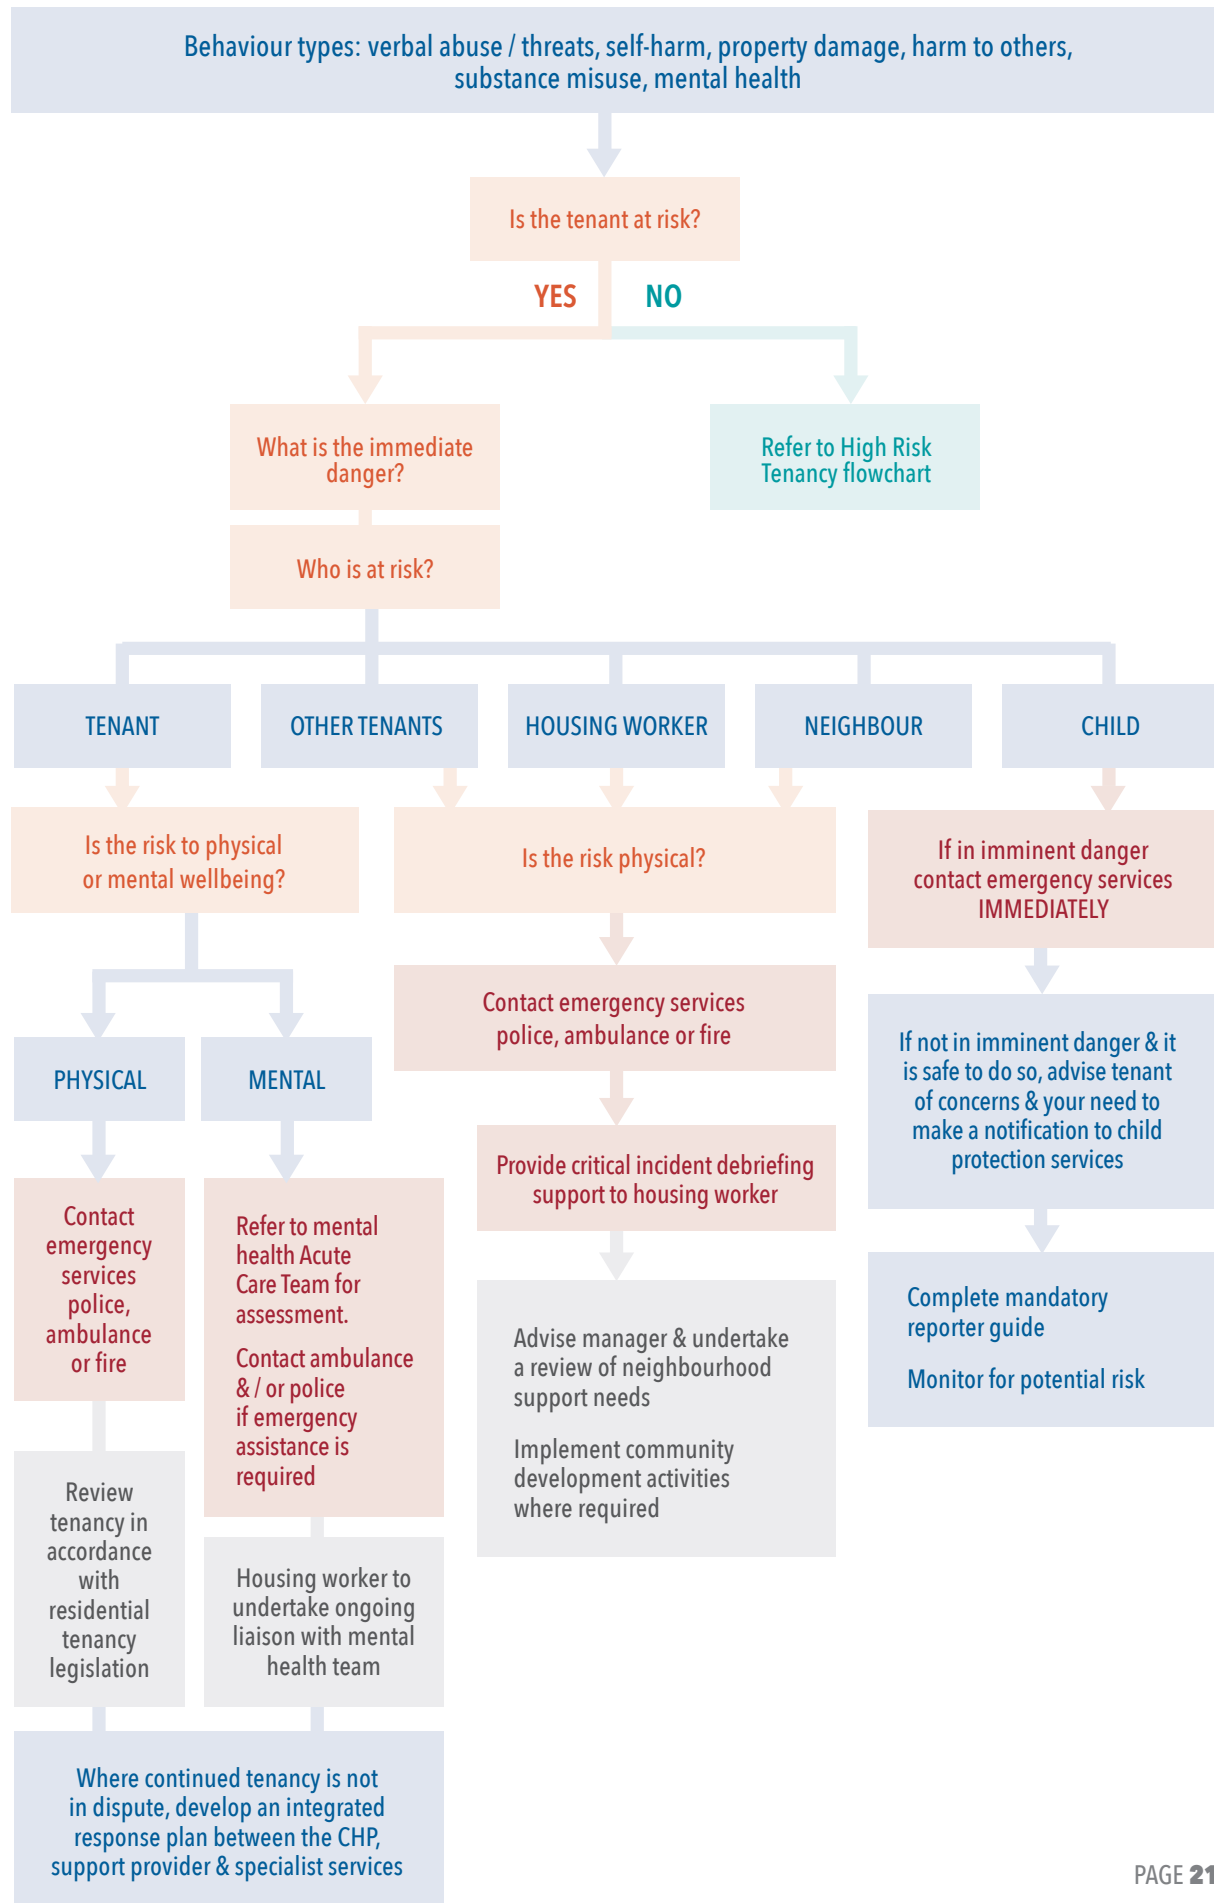 Behaviour types: verbal abuse / threats, self-harm, property damage, harm to others,
substance misuse, mental health
Is the tenant at risk?
YES
NO
What is the immediate
danger?
Refer to High Risk
Tenancy flowchart
Who is at risk?
TENANT
OTHER TENANTS
HOUSING WORKER
NEIGHBOUR
CHILD
Is the risk to physical
or mental wellbeing?
Is the risk physical?
If in imminent danger
contact emergency services
IMMEDIATELY
Contact emergency services
police, ambulance or fire
If not in imminent danger & it
is safe to do so, advise tenant
of concerns & your need to
make a notification to child
protection services
PHYSICAL
MENTAL
Provide critical incident debriefing
support to housing worker
Contact
emergency
services
police,
ambulance
or fire
Refer to mental
health Acute
Care Team for
assessment.
Contact ambulance
& / or police
if emergency
assistance is
required
Advise manager & undertake
a review of neighbourhood
support needs
Implement community
development activities
where required
Complete mandatory
reporter guide
Monitor for potential risk
Review
tenancy in
accordance
with
residential
tenancy
legislation
Housing worker to
undertake ongoing
liaison with mental
health team
Where continued tenancy is not
in dispute, develop an integrated
response plan between the CHP,
support provider & specialist services
PAGE 21